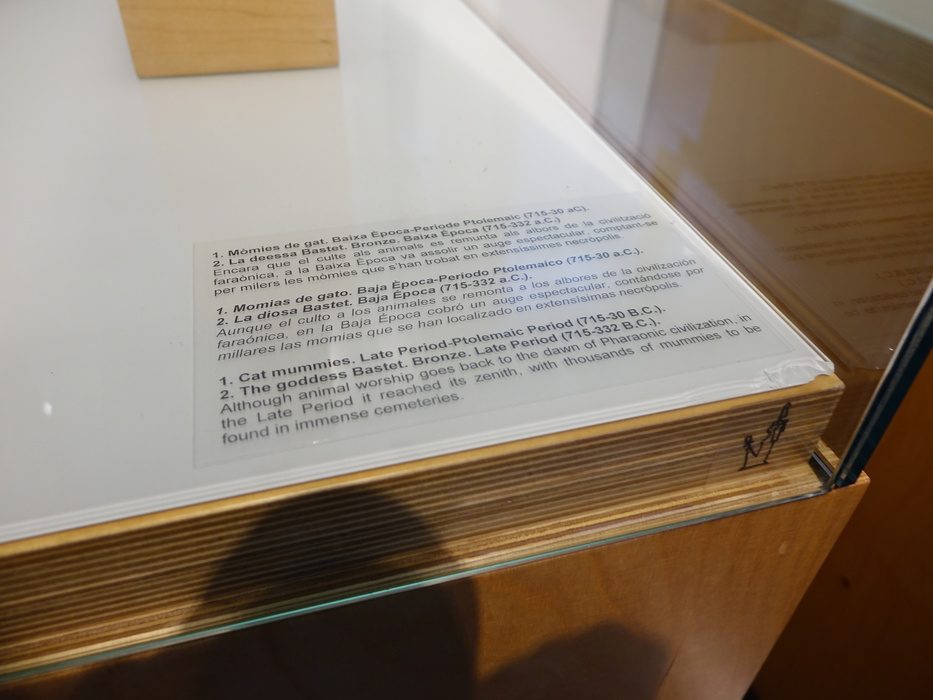 1. Mòmies de gat. Baixa Època-Període Ptolemaic (715-30 aC).
2. La deessa Bastet. Bronze. Baixa Època (715-332 a.C.)
Encara que el culte als animals es remunta als albors de la civilització
faraònica, a la Baixa Època va assolir un auge espectacular, comptant-se
per milers les mòmies que s'han trobat en extensíssimes necròpolis.
1. Momias de gato. Baja Época-Periodo Ptolemaico (715-30 a.C.).
2. La diosa Bastet. Baja Época (715-332 a.C.).
Aunque el culto a los animales se remonta a los albores de la civilización
faraónica, en la Baja Época cobró un auge espectacular, contándose por
millares las momias que se han localizado en extensísimas necrópolis.
1. Cat mummies. Late Period-Ptolemaic Period (715-30 B.C.).
2. The goddess Bastet. Bronze. Late Period (715-332 B.C.).
Although animal worship goes back to the dawn of Pharaonic civilization, in
the Late Period it reached its zenith, with thousands of mummies to be
found in immense cemeteries.